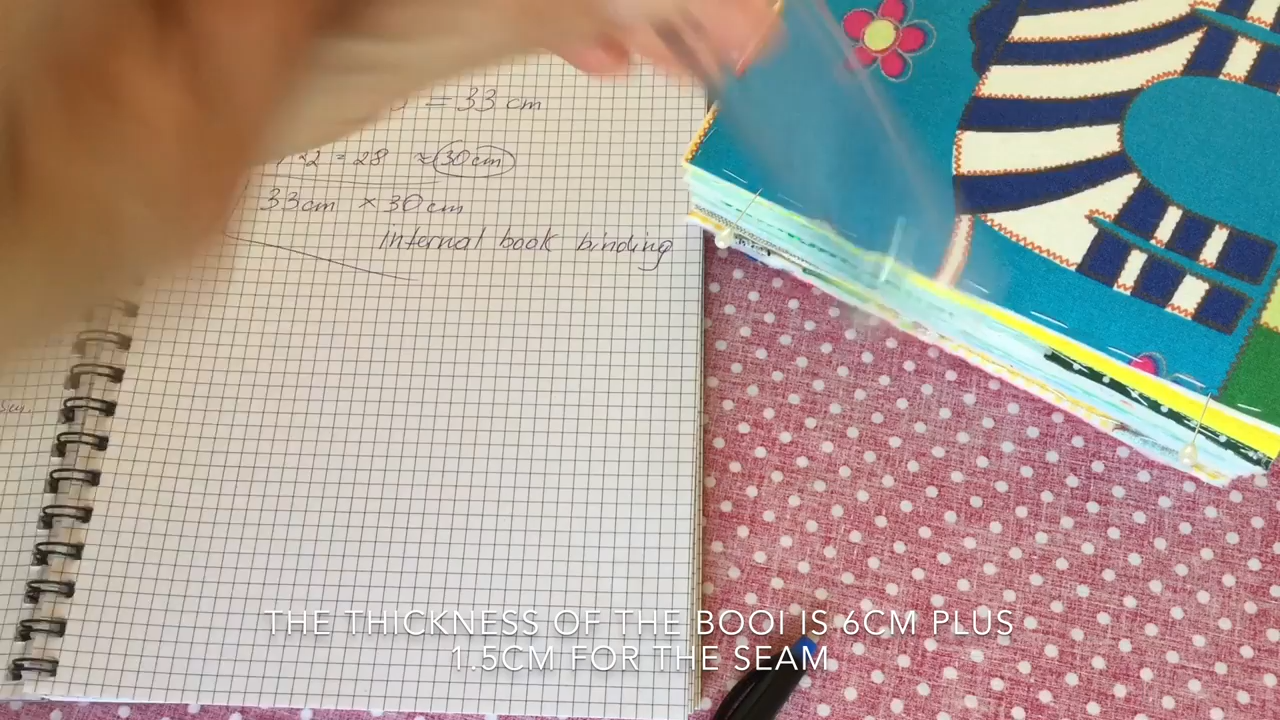 = 33 cm
×2 = 28 ≈ 30cm
33cm × 30cm
Internal book binding
THE THICKNESS OF THE BOOI IS 6CM PLUS
1.5CM FOR THE SEAM